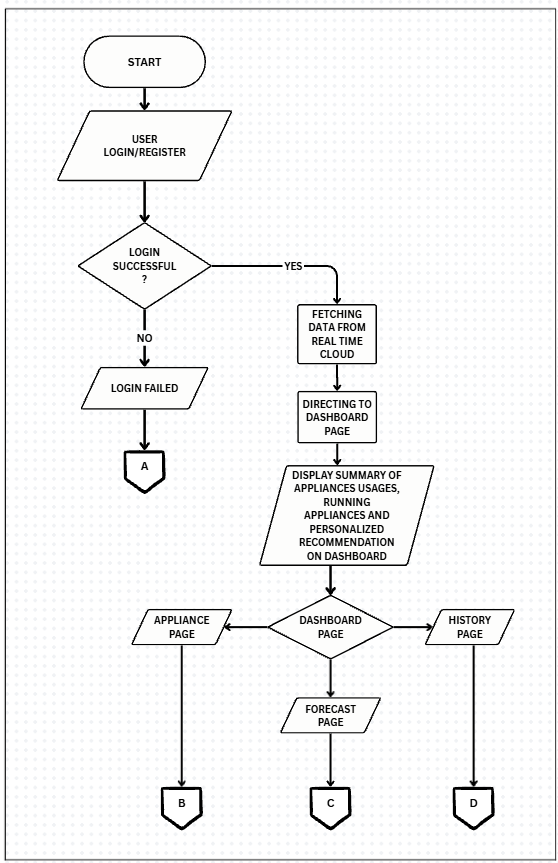 START
USER
LOGIN/REGISTER
LOGIN
SUCCESSFUL
?
YES
NO
FETCHING
DATA FROM
REAL TIME
CLOUD
LOGIN FAILED
DIRECTING TO
DASHBOARD
PAGE
A
DISPLAY SUMMARY OF
APPLIANCES USAGES,
RUNNING
APPLIANCES AND
PERSONALIZED
RECOMMENDATION
ON DASHBOARD
APPLIANCE
PAGE
DASHBOARD
PAGE
HISTORY
PAGE
FORECAST
PAGE
B
C
D